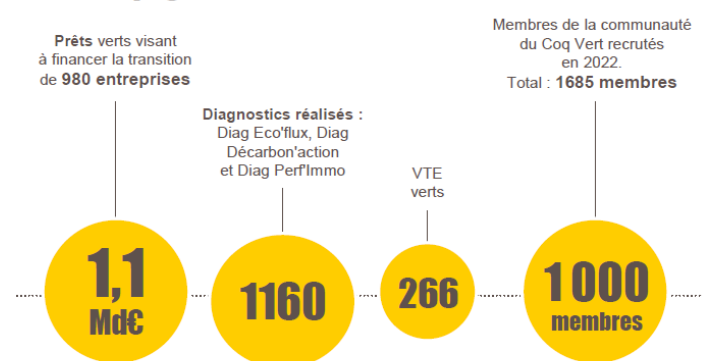 Prêts verts visant
à financer la transition
de 980 entreprises
Diagnostics réalisés :
Diag Eco'flux, Diag
Décarbon'action
et Diag Perf'Immo
VTE
verts
Membres de la communauté
du Coq Vert recrutés
en 2022.
Total : 1685 membres
1,1
Md€
1160
266
1 000
membres